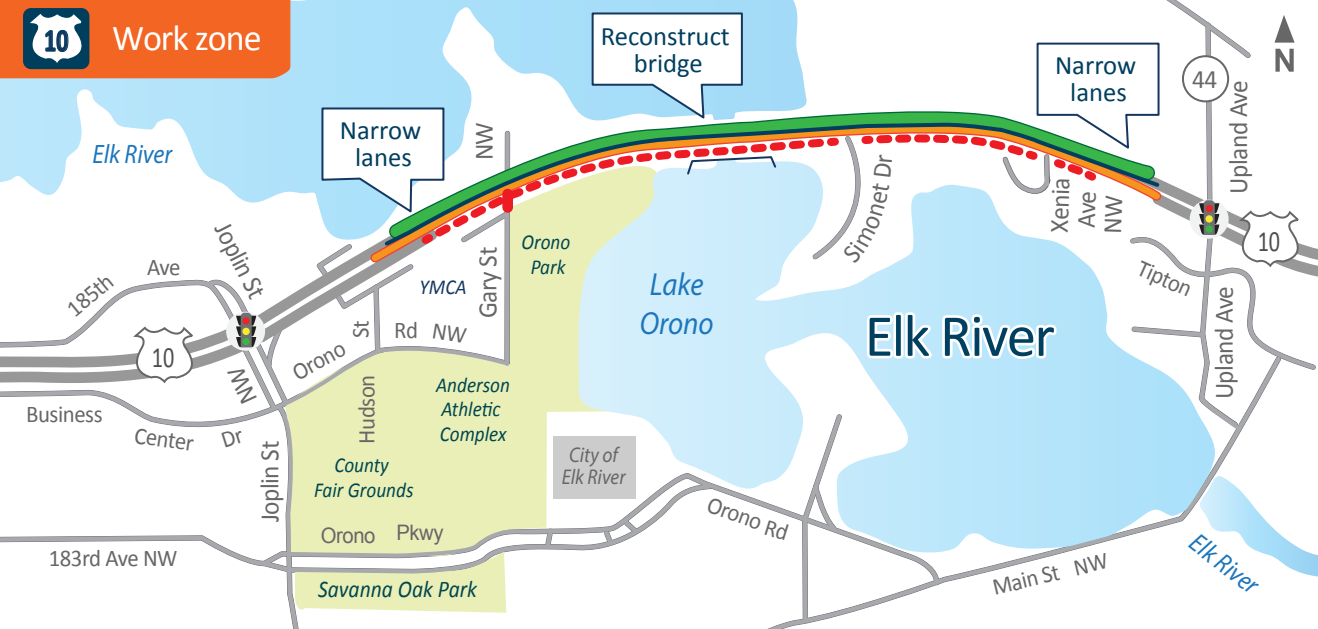 10 Work zone
Reconstruct
bridge
Narrow
lanes
Narrow
lanes
N
44
Upland Ave
Elk River
NW
Joplin St
Ave
185th
10
NW
Orono
Park
YMCA
Gary St
Lake
Orono
Simonet Dr
Xenia
Ave
NW
10
Tipton
Upland Ave
Elk River
St
Hudson
Orono
Rd NW
Business
Center
Dr
Joplin St
Anderson
Athletic
Complex
County
Fair Grounds
City of
Elk River
Orono Pkwy
Orono Rd
183rd Ave NW
Savanna Oak Park
Main St NW
Elk River